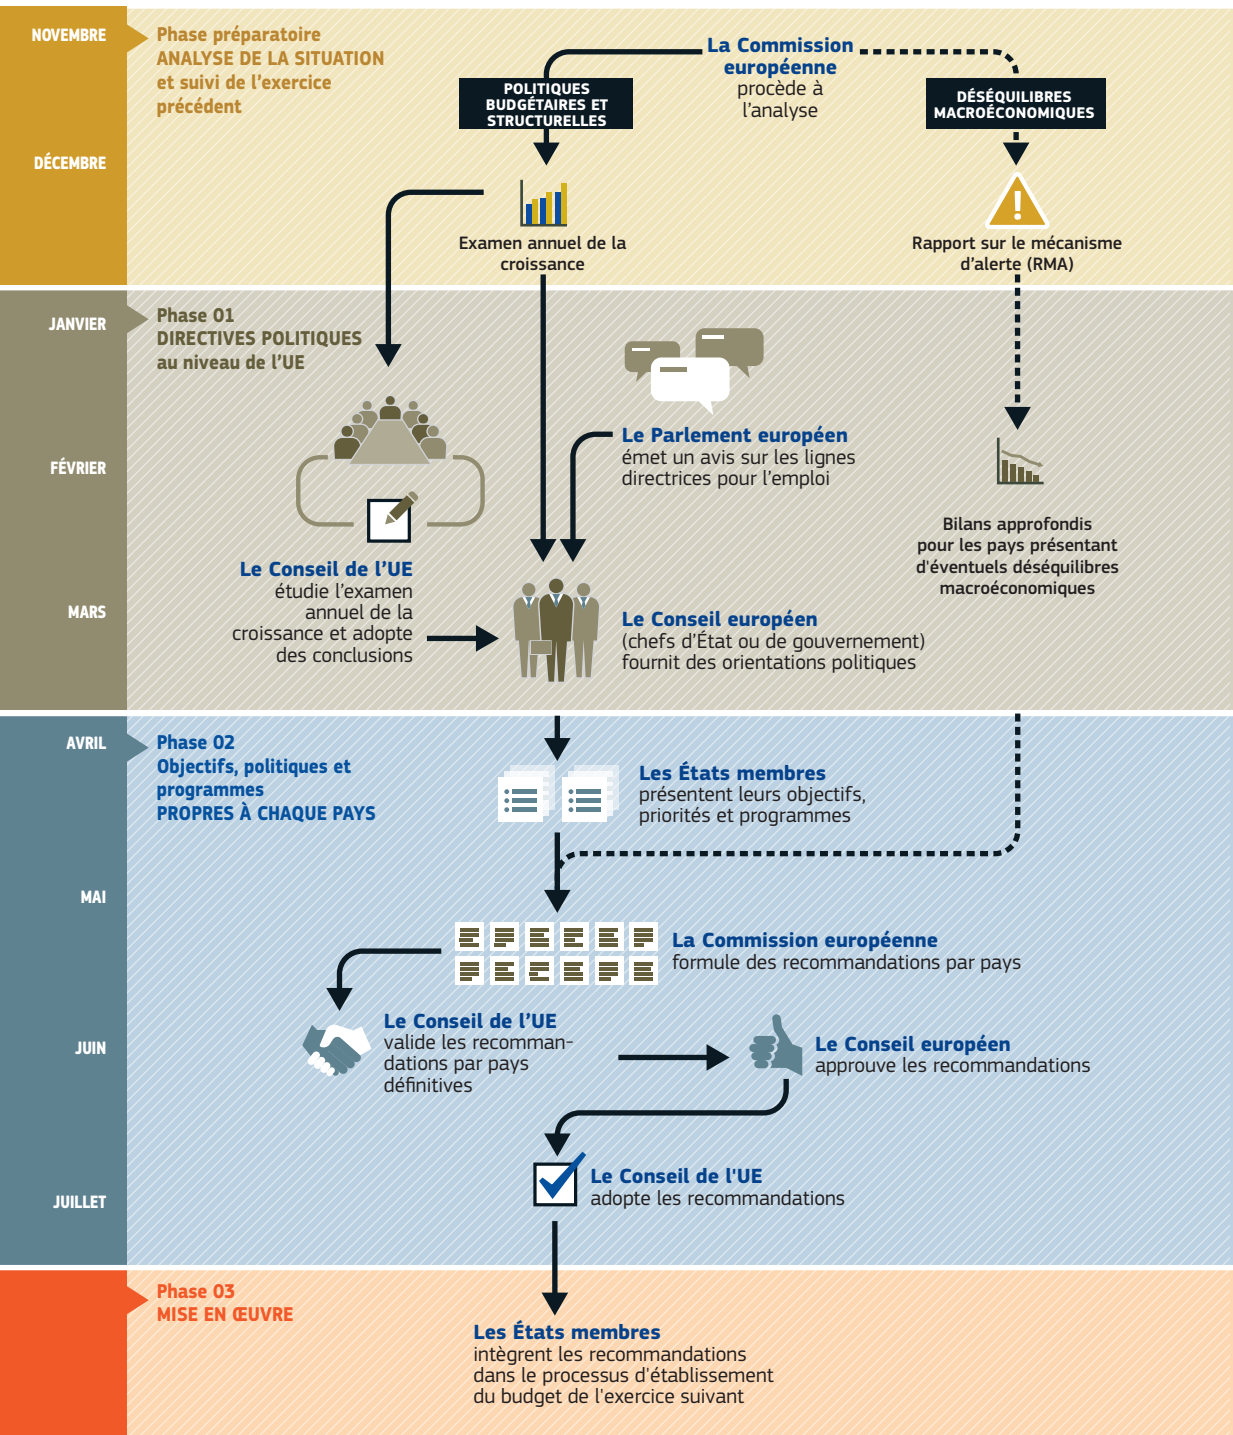 NOVEMBRE
Phase préparatoire
ANALYSE DE LA SITUATION
et suivi de l'exercice
précédent
La Commission
européenne
procède à
l'analyse
POLITIQUES
BUDGÉTAIRES ET
STRUCTURELLES
DÉSÉQUILIBRES
MACROÉCONOMIQUES
DÉCEMBRE
Examen annuel de la
croissance
Rapport sur le mécanisme
d'alerte (RMA)
JANVIER
Phase 01
DIRECTIVES POLITIQUES
au niveau de l'UE
FÉVRIER
Le Parlement européen
émet un avis sur les lignes
directrices pour l'emploi
Bilans approfondis
pour les pays présentant
d'éventuels déséquilibres
macroéconomiques
MARS
Le Conseil de l'UE
étudie l'examen
annuel de la
croissance et adopte
des conclusions
Le Conseil européen
(chefs d'État ou de gouvernement)
fournit des orientations politiques
AVRIL
Phase 02
Objectifs, politiques et
programmes
PROPRES À CHAQUE PAYS
Les États membres
présentent leurs objectifs,
priorités et programmes
MAI
La Commission européenne
formule des recommandations par pays
JUIN
Le Conseil de l'UE
valide les recomman-
dations par pays
définitives
Le Conseil européen
approuve les recommandations
JUILLET
Le Conseil de l'UE
adopte les recommandations
Phase 03
MISE EN ŒUVRE
Les États membres
intègrent les recommandations
dans le processus d'établissement
du budget de l'exercice suivant